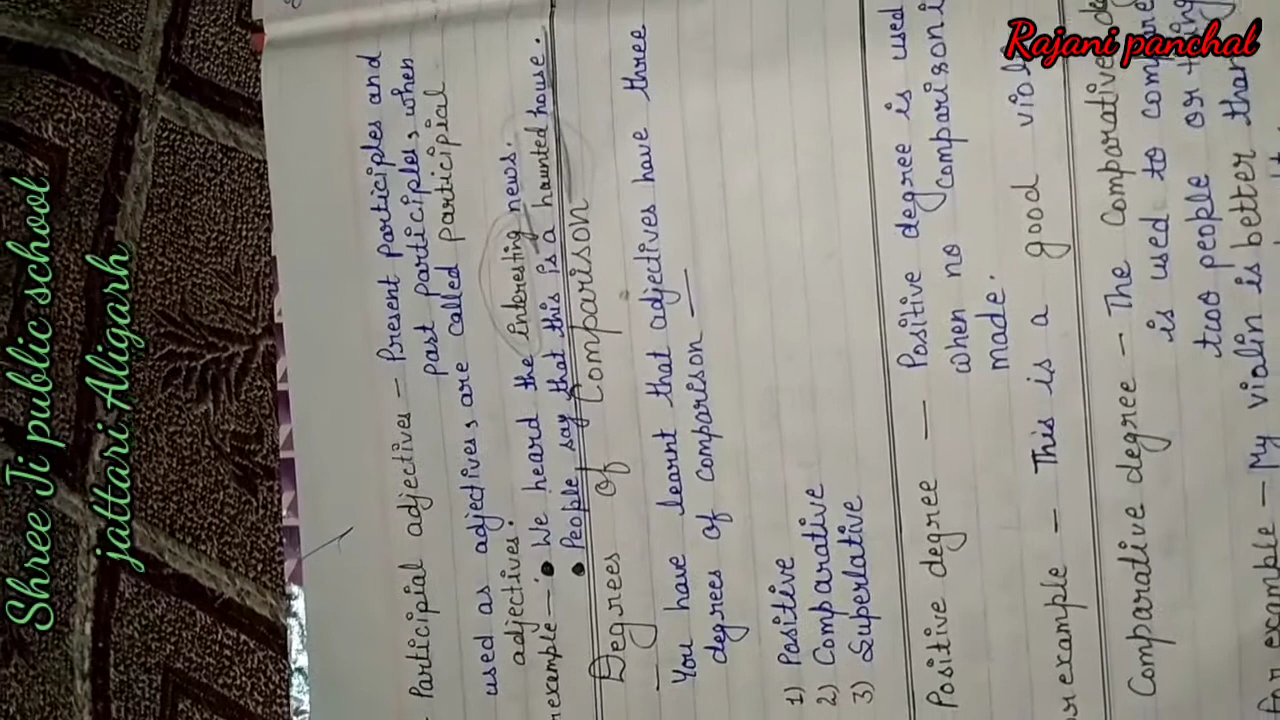 Shree Ji public school
jattari Aligarh
Rajani panchal
- Participial adjectives - Present participles and
past participles, when
used as adjectives, are called participial
adjectives.
example - • We heard the interesting news.
• People say that this is a haunted house.
Degrees of Comparison
You have learnt that adjectives have three
degrees of comparison -
1) Positive
2) Comparative
3) Superlative
Positive degree - Positive degree is used
when no comparison i
made.
example - This is a good viol
Comparative degree - The comparative de
is used to compare
two people or thing
For example - My violin is better than